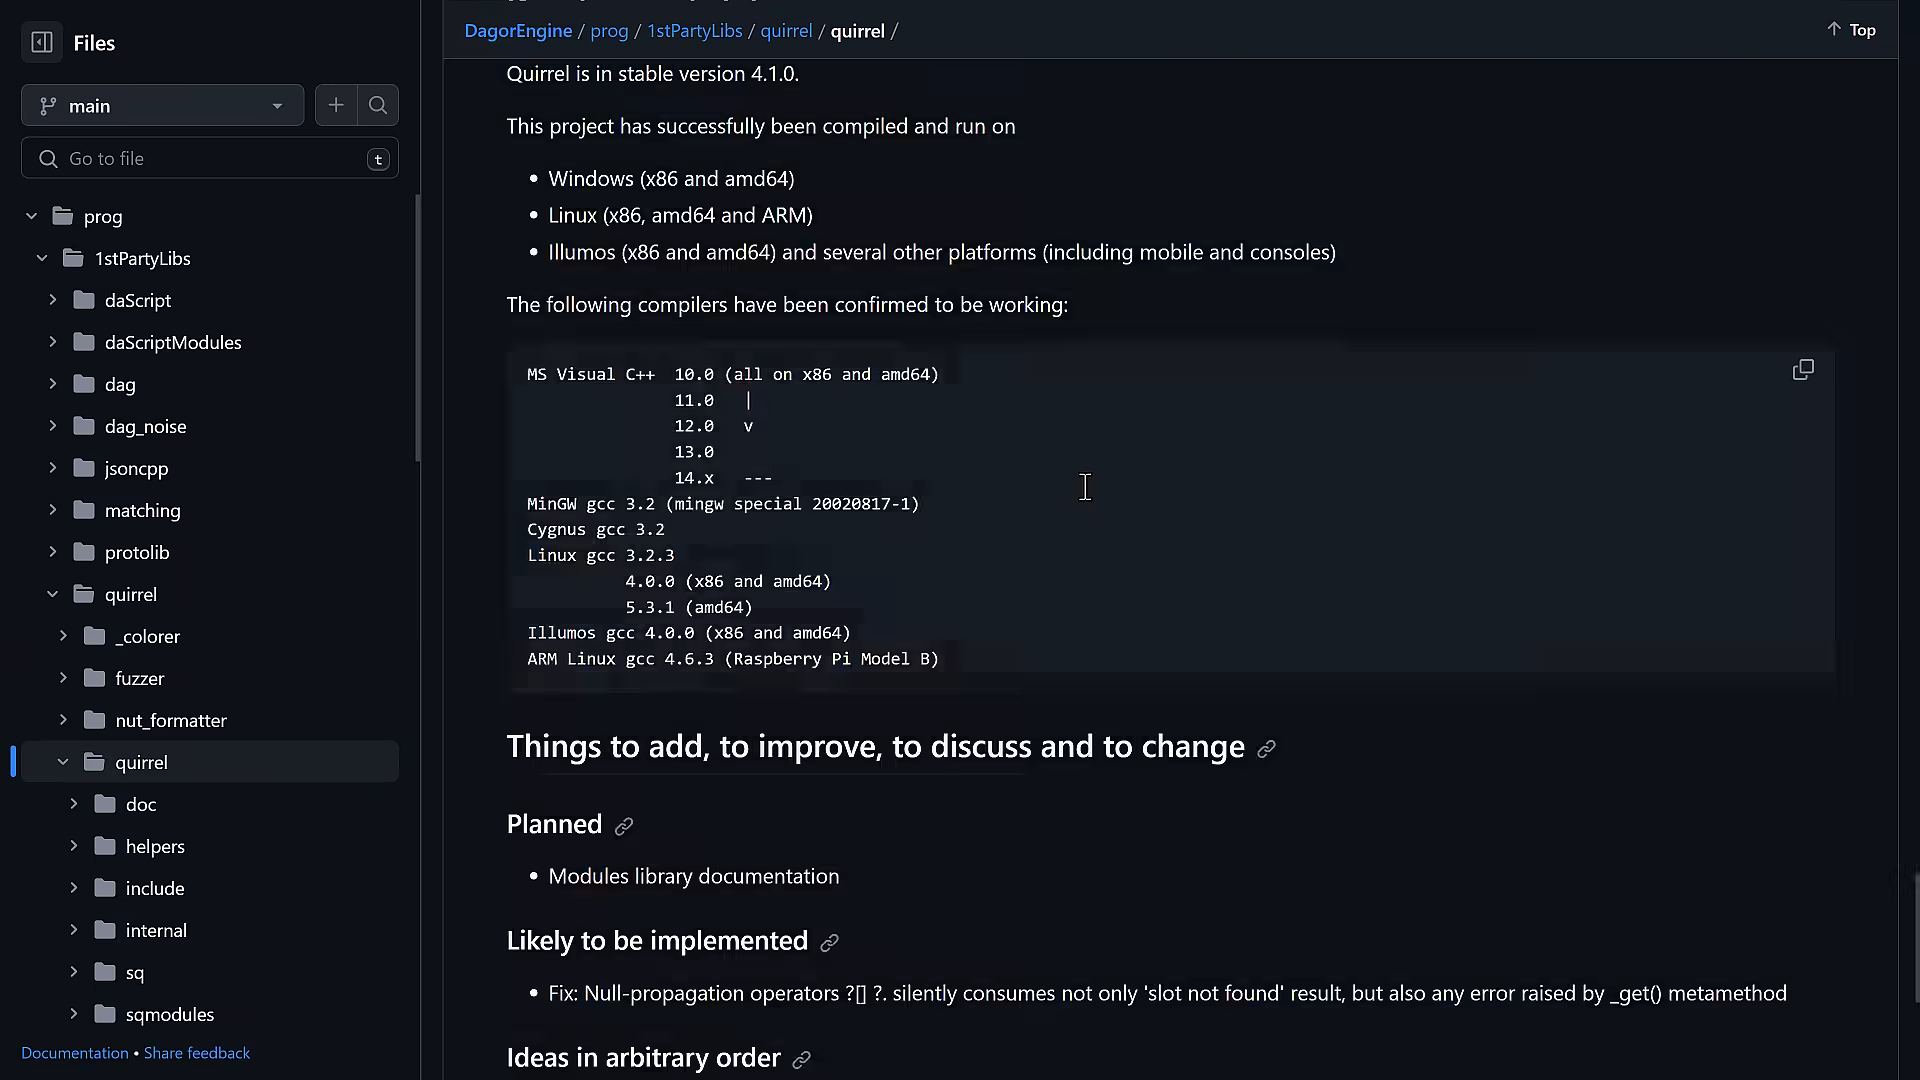 Files
main
Go to file
t
prog
1stPartyLibs
daScript
daScriptModules
dag
dag_noise
jsoncpp
matching
protolib
quirrel
_colorer
fuzzer
nut_formatter
quirrel
doc
helpers
include
internal
sq
sqmodules
Documentation • Share feedback
DagorEngine / prog / 1stPartyLibs / quirrel / quirrel /
Top
Quirrel is in stable version 4.1.0.
This project has successfully been compiled and run on
• Windows (x86 and amd64)
• Linux (x86, amd64 and ARM)
• Illumos (x86 and amd64) and several other platforms (including mobile and consoles)
The following compilers have been confirmed to be working:
MS Visual C++  10.0 (all on x86 and amd64)
               11.0   |
               12.0   v
               13.0
               14.x   ---
MinGW gcc 3.2 (mingw special 20020817-1)
Cygnus gcc 3.2
Linux gcc 3.2.3
          4.0.0 (x86 and amd64)
          5.3.1 (amd64)
Illumos gcc 4.0.0 (x86 and amd64)
ARM Linux gcc 4.6.3 (Raspberry Pi Model B)
Things to add, to improve, to discuss and to change
Planned
• Modules library documentation
Likely to be implemented
• Fix: Null-propagation operators ?[] ?. silently consumes not only 'slot not found' result, but also any error raised by _get() metamethod
Ideas in arbitrary order